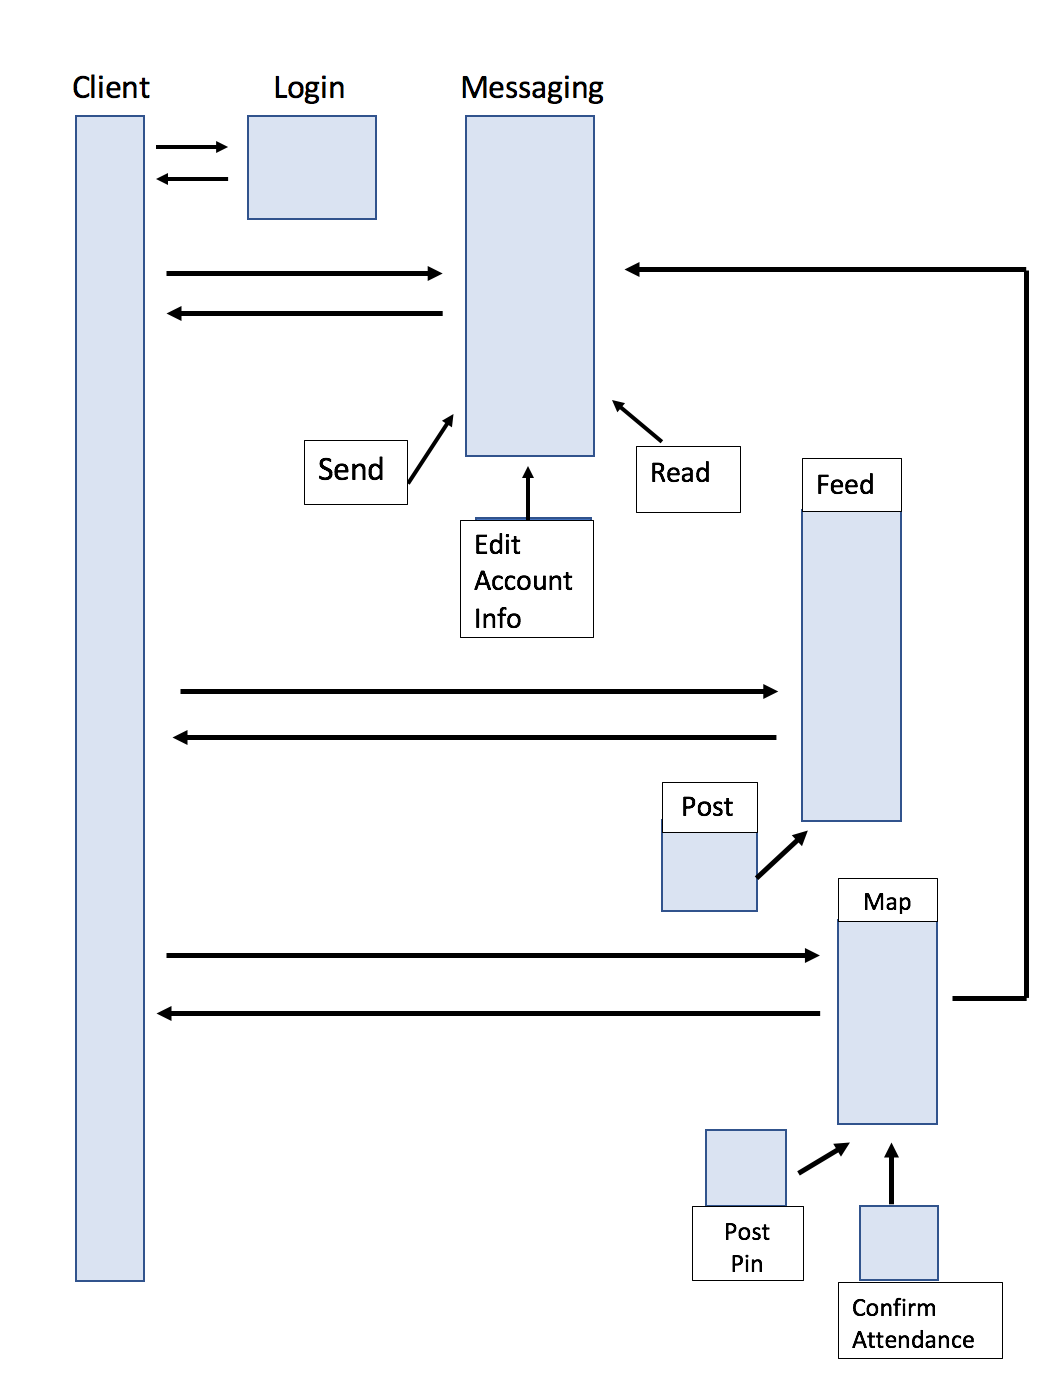 Client
Login
Messaging
Send
Read
Feed
Edit
Account
Info
Post
Map
Post
Pin
Confirm
Attendance